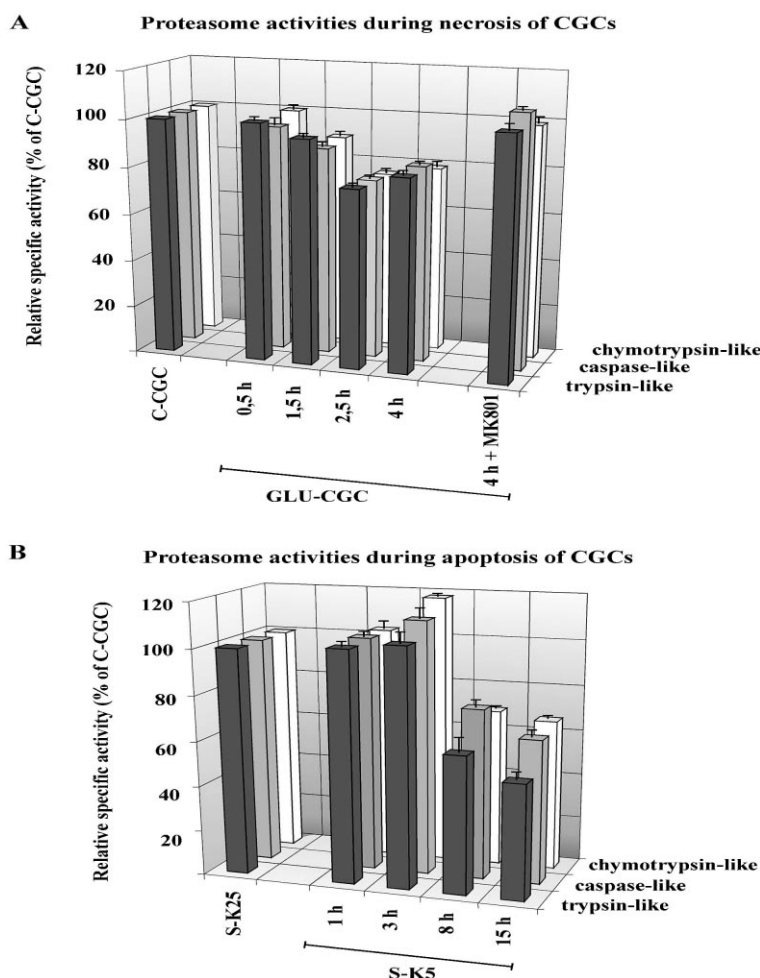 A
Proteasome activities during necrosis of CGCs
Relative specific activity (% of C-CGC)
120
100
80
60
40
20
chymotrypsin-like
caspase-like
trypsin-like
C-CGC
0,5 h
1,5 h
2,5 h
4 h
4 h + MK801
GLU-CGC
B
Proteasome activities during apoptosis of CGCs
Relative specific activity (% of C-CGC)
120
100
80
60
40
20
chymotrypsin-like
caspase-like
trypsin-like
S-K25
1 h
3 h
8 h
15 h
S-K5